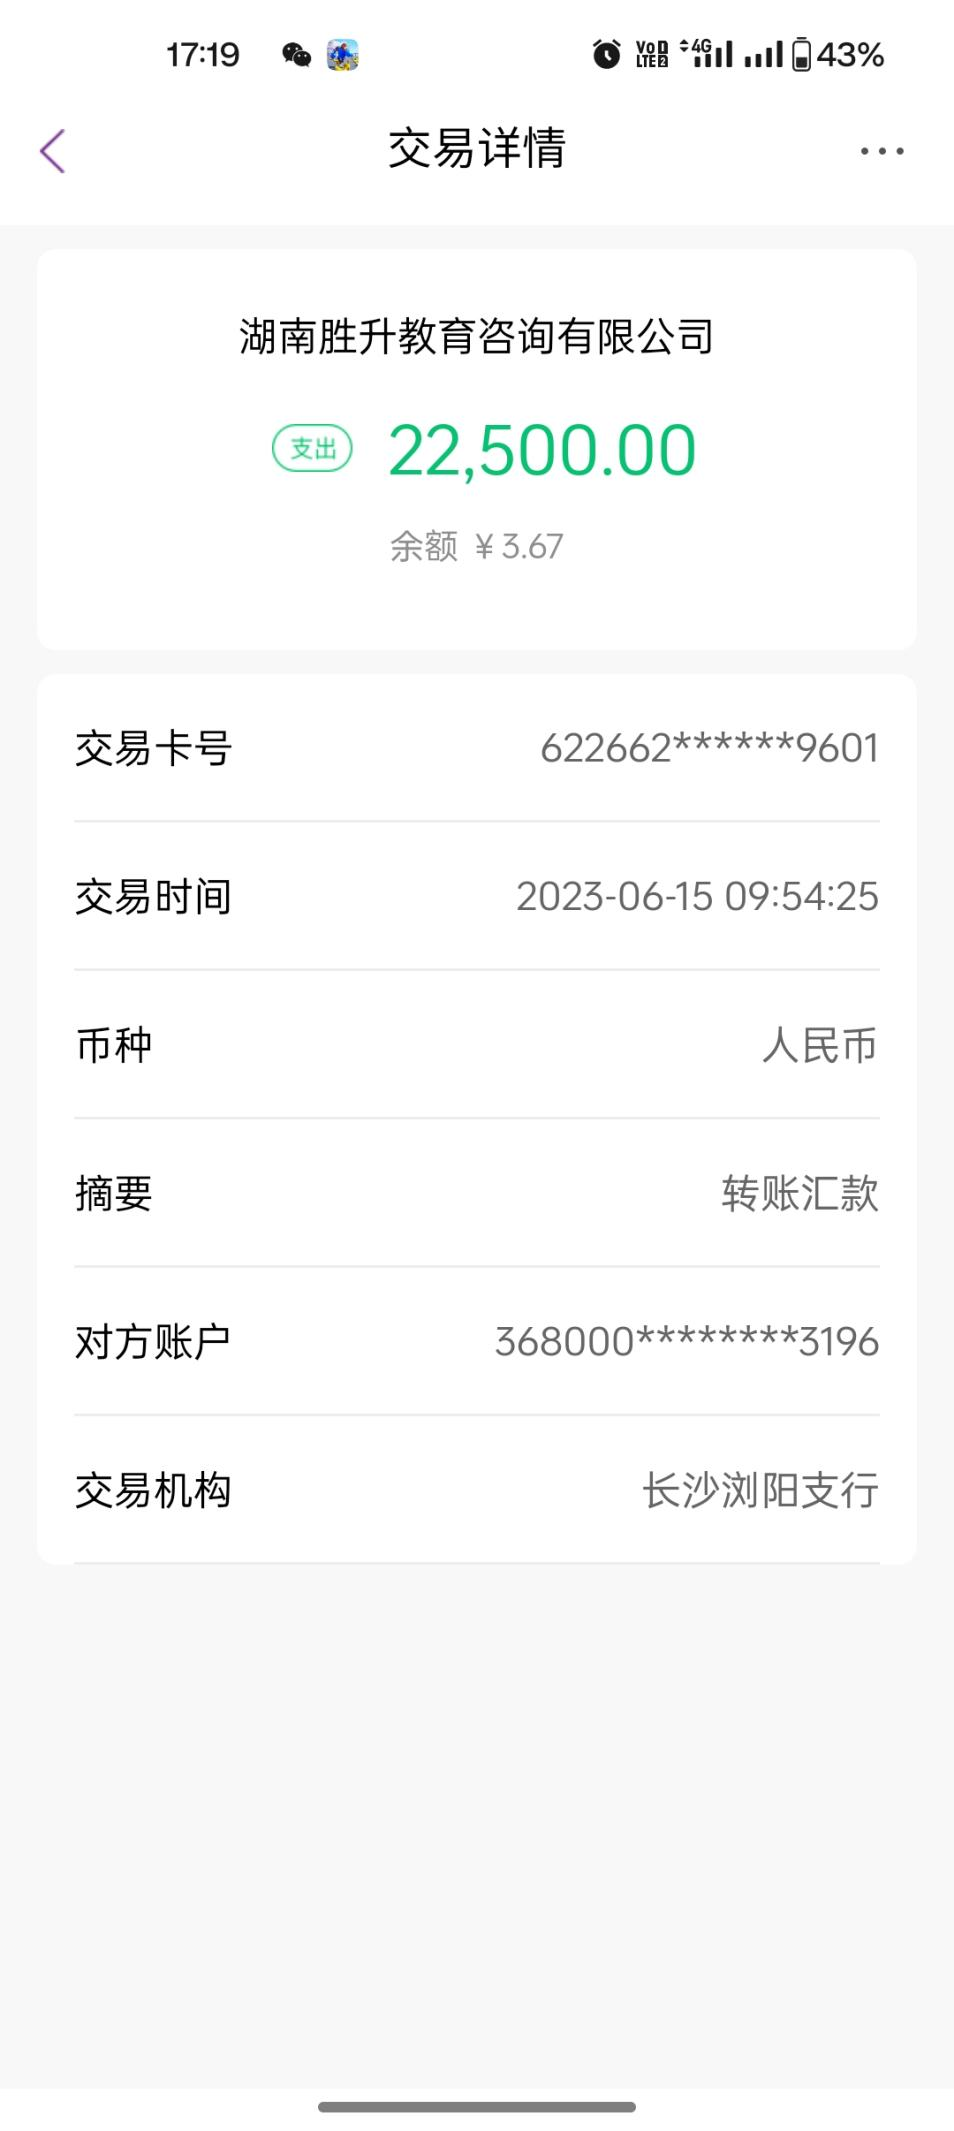 17:19 VoD LTE2 4G 43%
交易详情
湖南胜升教育咨询有限公司
支出 22,500.00
余额 ¥3.67
交易卡号 622662******9601
交易时间 2023-06-15 09:54:25
币种 人民币
摘要 转账汇款
对方账户 368000********3196
交易机构 长沙浏阳支行